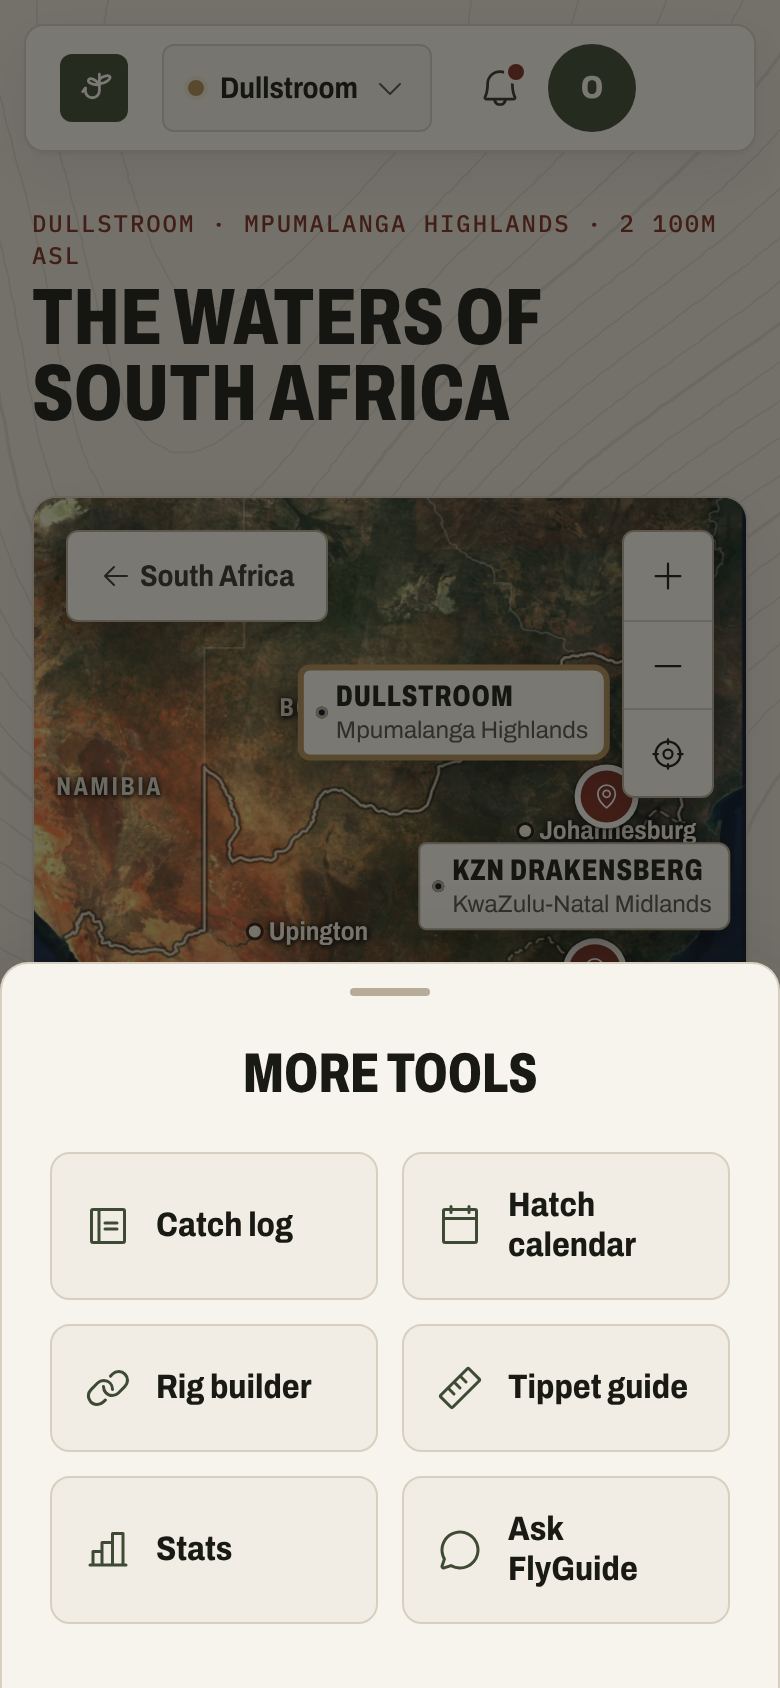 Dullstroom
O
DULLSTROOM · MPUMALANGA HIGHLANDS · 2 100M
ASL
THE WATERS OF
SOUTH AFRICA
South Africa
DULLSTROOM
Mpumalanga Highlands
NAMIBIA
Johannesburg
KZN DRAKENSBERG
KwaZulu-Natal Midlands
Upington
MORE TOOLS
Catch log
Hatch
calendar
Rig builder
Tippet guide
Stats
Ask
FlyGuide